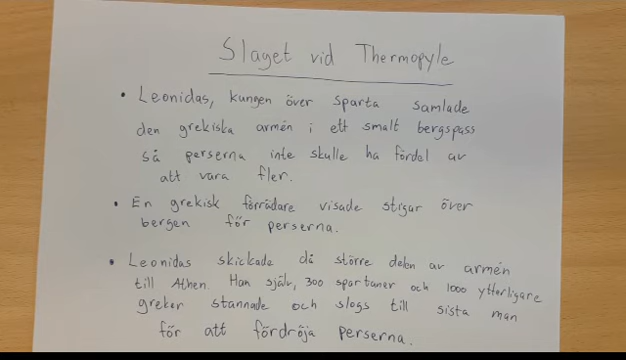 Slaget vid Thermopyle
• Leonidas, kungen över Sparta samlade
den grekiska armén i ett smalt bergspass
så perserna inte skulle ha fördel av
att vara fler.
• En grekisk förrädare visade stigar över
bergen för perserna.
• Leonidas skickade då större delen av armén
till Athen. Han själv, 300 spartaner och 1000 ytterligare
greker stannade och slogs till sista man
för att fördröja perserna.